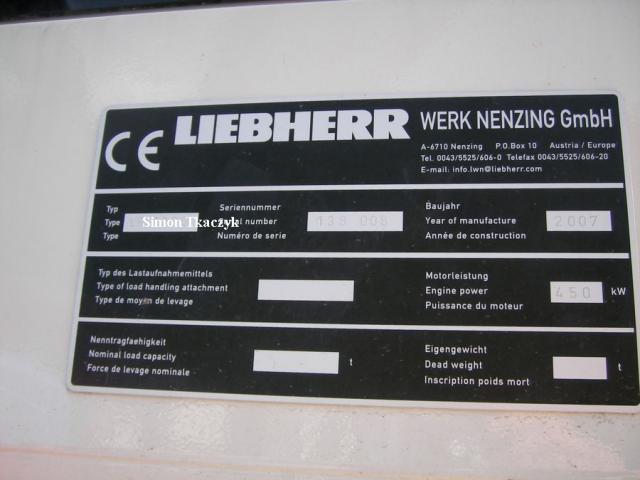 CE LIEBHERR WERK NENZING GmbH
A-6710 Nenzing P.O.Box 10 Austria / Europe
Tel. 0043/5525/606-0 Telefax 0043/5525/606-20
E-mail: info.lwn@liebherr.com
Typ
Type
Type
Simon Tkaczyk
Seriennummer
number
Numéro de serie
138 008
Baujahr
Year of manufacture
Année de construction
2007
Typ des Lastaufnahmemittels
Type of load handling attachment
Type de moyen de levage
Motorleistung
Engine power
Puissance du moteur
450 kW
Nenntragfaehigkeit
Nominal load capacity
Force de levage nominale
t
Eigengewicht
Dead weight
Inscription poids mort
t